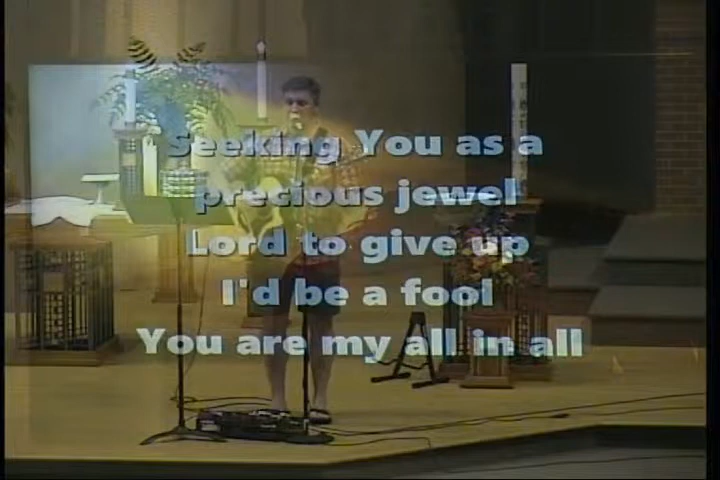 Seeking You as a
precious jewel
Lord to give up
I'd be a fool
You are my all in all